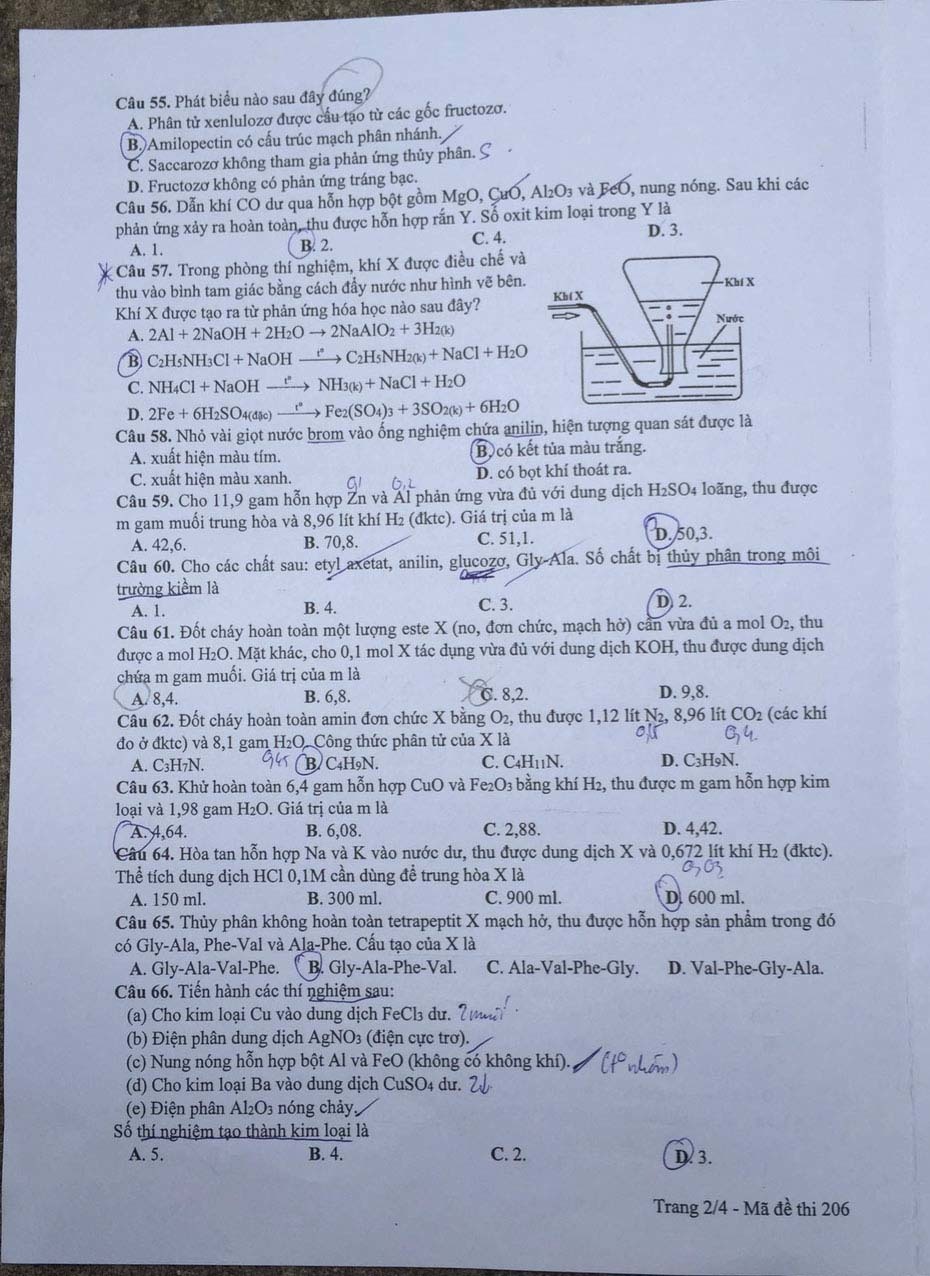 Câu 55. Phát biểu nào sau đây đúng?
A. Phân tử xenlulozơ được cấu tạo từ các gốc fructozơ.
B. Amilopectin có cấu trúc mạch phân nhánh.
C. Saccarozơ không tham gia phản ứng thủy phân. S
D. Fructozơ không có phản ứng tráng bạc.
Câu 56. Dẫn khí CO dư qua hỗn hợp bột gồm MgO, CuO, Al2O3 và FeO, nung nóng. Sau khi các
phản ứng xảy ra hoàn toàn, thu được hỗn hợp rắn Y. Số oxit kim loại trong Y là
A. 1. B. 2. C. 4. D. 3.
Câu 57. Trong phòng thí nghiệm, khí X được điều chế và
thu vào bình tam giác bằng cách đẩy nước như hình vẽ bên.
Khí X được tạo ra từ phản ứng hóa học nào sau đây?
A. 2Al + 2NaOH + 2H2O → 2NaAlO2 + 3H2(k)
B. C2H5NH3Cl + NaOH —t°→ C2H5NH2(k) + NaCl + H2O
C. NH4Cl + NaOH —t°→ NH3(k) + NaCl + H2O
D. 2Fe + 6H2SO4(đặc) —t°→ Fe2(SO4)3 + 3SO2(k) + 6H2O
Khí X
Khí X
Nước
Câu 58. Nhỏ vài giọt nước brom vào ống nghiệm chứa anilin, hiện tượng quan sát được là
A. xuất hiện màu tím. B. có kết tủa màu trắng.
C. xuất hiện màu xanh. D. có bọt khí thoát ra.
0,1 0,2
Câu 59. Cho 11,9 gam hỗn hợp Zn và Al phản ứng vừa đủ với dung dịch H2SO4 loãng, thu được
m gam muối trung hòa và 8,96 lít khí H2 (đktc). Giá trị của m là
A. 42,6. B. 70,8. C. 51,1. D. 50,3.
Câu 60. Cho các chất sau: etyl axetat, anilin, glucozơ, Gly-Ala. Số chất bị thủy phân trong môi
trường kiềm là
A. 1. B. 4. C. 3. D. 2.
Câu 61. Đốt cháy hoàn toàn một lượng este X (no, đơn chức, mạch hở) cần vừa đủ a mol O2, thu
được a mol H2O. Mặt khác, cho 0,1 mol X tác dụng vừa đủ với dung dịch KOH, thu được dung dịch
chứa m gam muối. Giá trị của m là
A. 8,4. B. 6,8. C. 8,2. D. 9,8.
Câu 62. Đốt cháy hoàn toàn amin đơn chức X bằng O2, thu được 1,12 lít N2, 8,96 lít CO2 (các khí
đo ở đktc) và 8,1 gam H2O. Công thức phân tử của X là
0,4
0,45
A. C3H7N. B. C4H9N. C. C4H11N. D. C3H9N.
Câu 63. Khử hoàn toàn 6,4 gam hỗn hợp CuO và Fe2O3 bằng khí H2, thu được m gam hỗn hợp kim
loại và 1,98 gam H2O. Giá trị của m là
A. 4,64. B. 6,08. C. 2,88. D. 4,42.
Câu 64. Hòa tan hỗn hợp Na và K vào nước dư, thu được dung dịch X và 0,672 lít khí H2 (đktc).
Thể tích dung dịch HCl 0,1M cần dùng để trung hòa X là
0,03
A. 150 ml. B. 300 ml. C. 900 ml. D. 600 ml.
Câu 65. Thủy phân không hoàn toàn tetrapeptit X mạch hở, thu được hỗn hợp sản phẩm trong đó
có Gly-Ala, Phe-Val và Ala-Phe. Cấu tạo của X là
A. Gly-Ala-Val-Phe. B. Gly-Ala-Phe-Val. C. Ala-Val-Phe-Gly. D. Val-Phe-Gly-Ala.
Câu 66. Tiến hành các thí nghiệm sau:
(a) Cho kim loại Cu vào dung dịch FeCl3 dư. 2 muối!
(b) Điện phân dung dịch AgNO3 (điện cực trơ).
(c) Nung nóng hỗn hợp bột Al và FeO (không có không khí). (t° nhôm)
(d) Cho kim loại Ba vào dung dịch CuSO4 dư. 2↓
(e) Điện phân Al2O3 nóng chảy.
Số thí nghiệm tạo thành kim loại là
A. 5. B. 4. C. 2. D. 3.
Trang 2/4 - Mã đề thi 206